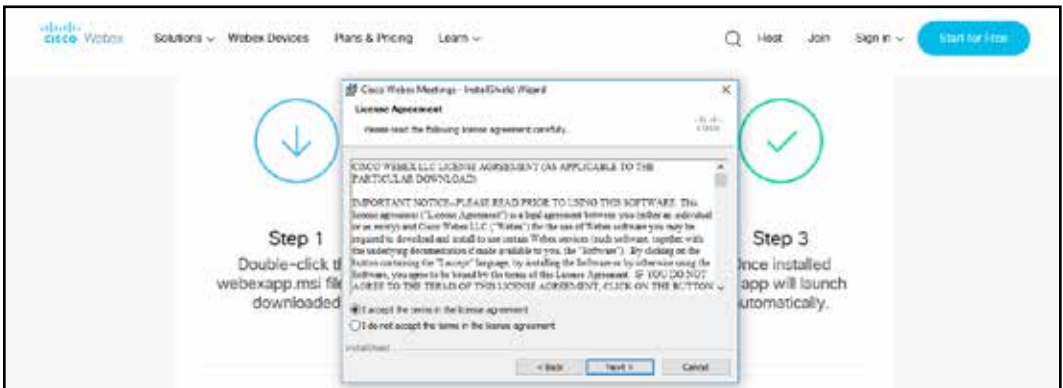 cisco Webex Solutions Webex Devices Plans & Pricing Learn Host Join Sign in Start for Free
Cisco Webex Meetings - InstallShield Wizard
License Agreement
Please read the following license agreement carefully.
CISCO
CISCO WEBEX LLC LICENSE AGREEMENT (AS APPLICABLE TO THE
PARTICULAR DOWNLOAD)
IMPORTANT NOTICE--PLEASE READ PRIOR TO USING THIS SOFTWARE. This
license agreement ("License Agreement") is a legal agreement between you (either an individual
or an entity) and Cisco Webex LLC ("Webex") for the use of Webex software you may be
required to download and install to use certain Webex services (such software, together with
the underlying documentation if made available to you, the "Software"). By clicking on the
button containing the "I accept" language, by installing the Software or by otherwise using the
Software, you agree to be bound by the terms of this License Agreement. IF YOU DO NOT
AGREE TO THE TERMS OF THIS LICENSE AGREEMENT, CLICK ON THE BUTTON
I accept the terms in the license agreement
I do not accept the terms in the license agreement
InstallShield
< Back Next > Cancel
Step 1
Double-click t
webexapp.msi file
downloaded
Step 3
Once installed
app will launch
utomatically.